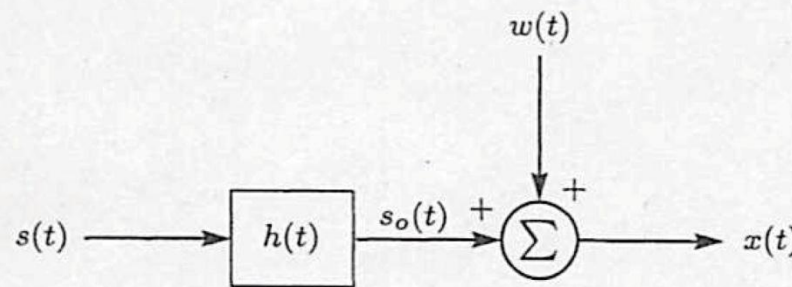 w(t)
s(t) h(t) s_o(t) + Σ + x(t)